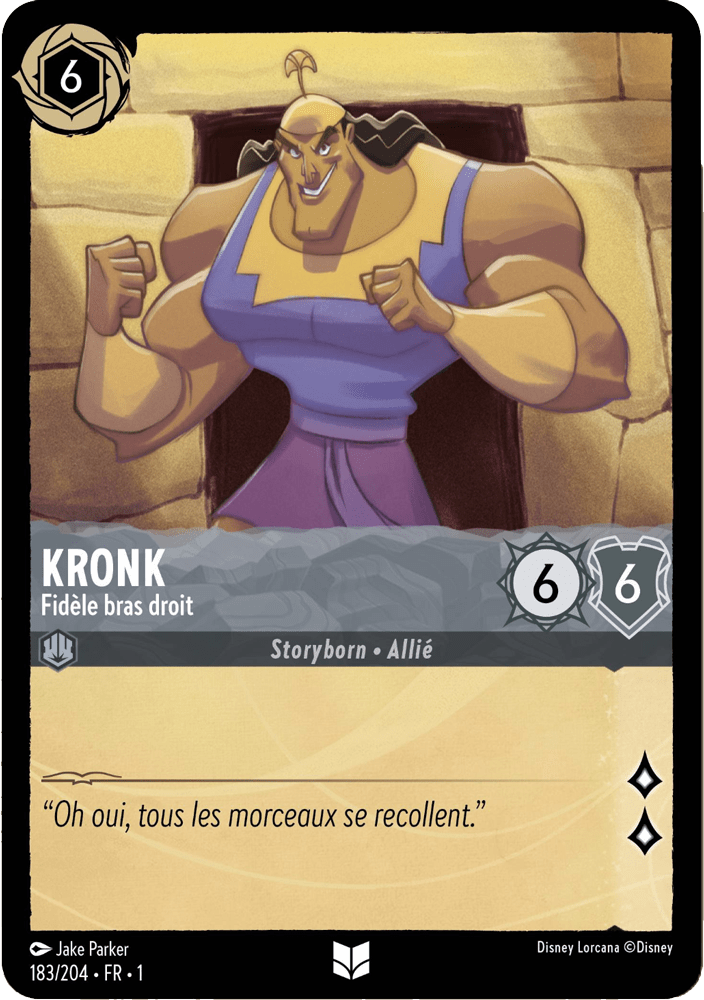 6
KRONK
Fidèle bras droit
6
6
Storyborn • Allié
“Oh oui, tous les morceaux se recollent.”
Jake Parker
Disney Lorcana ©Disney
183/204 • FR • 1